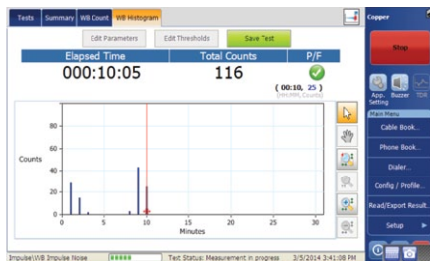 Tests Summary WB Count WB Histogram
Copper
Edit Parameters Edit Thresholds Save Test
Stop
Elapsed Time Total Counts P/F
000:10:05 116
( 00:10, 25 )
(HH:MM, Counts)
App. Setting Buzzer TDR
Main Menu
Cable Book...
Phone Book...
Dialer...
Config / Profile...
Read/Export Result...
Setup
Counts
80
60
40
20
0
0 5 10 15 20 25 30
Minutes
Impulse\WB Impulse Noise Test Status: Measurement in progress 3/5/2014 3:41:08 PM